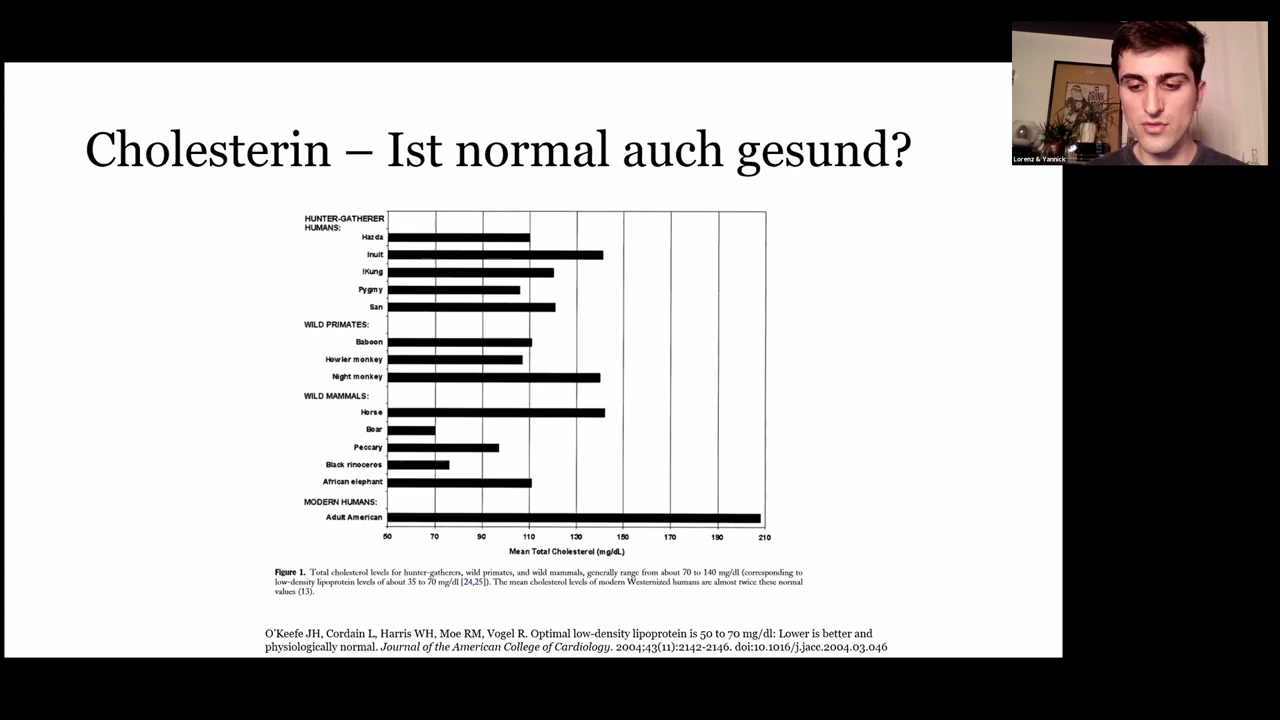 Cholesterin – Ist normal auch gesund?
Lorenz & Yannick
DRINK
HUNTER-GATHERER
HUMANS:
Hazda
Inuit
!Kung
Pygmy
San
WILD PRIMATES:
Baboon
Howler monkey
Night monkey
WILD MAMMALS:
Horse
Boar
Peccary
Black rinoceros
African elephant
MODERN HUMANS:
Adult American
50 70 90 110 130 150 170 190 210
Mean Total Cholesterol (mg/dL)
Figure 1. Total cholesterol levels for hunter-gatherers, wild primates, and wild mammals, generally range from about 70 to 140 mg/dl (corresponding to
low-density lipoprotein levels of about 35 to 70 mg/dl [24,25]). The mean cholesterol levels of modern Westernized humans are almost twice these normal
values (13).
O'Keefe JH, Cordain L, Harris WH, Moe RM, Vogel R. Optimal low-density lipoprotein is 50 to 70 mg/dl: Lower is better and
physiologically normal. Journal of the American College of Cardiology. 2004;43(11):2142-2146. doi:10.1016/j.jacc.2004.03.046